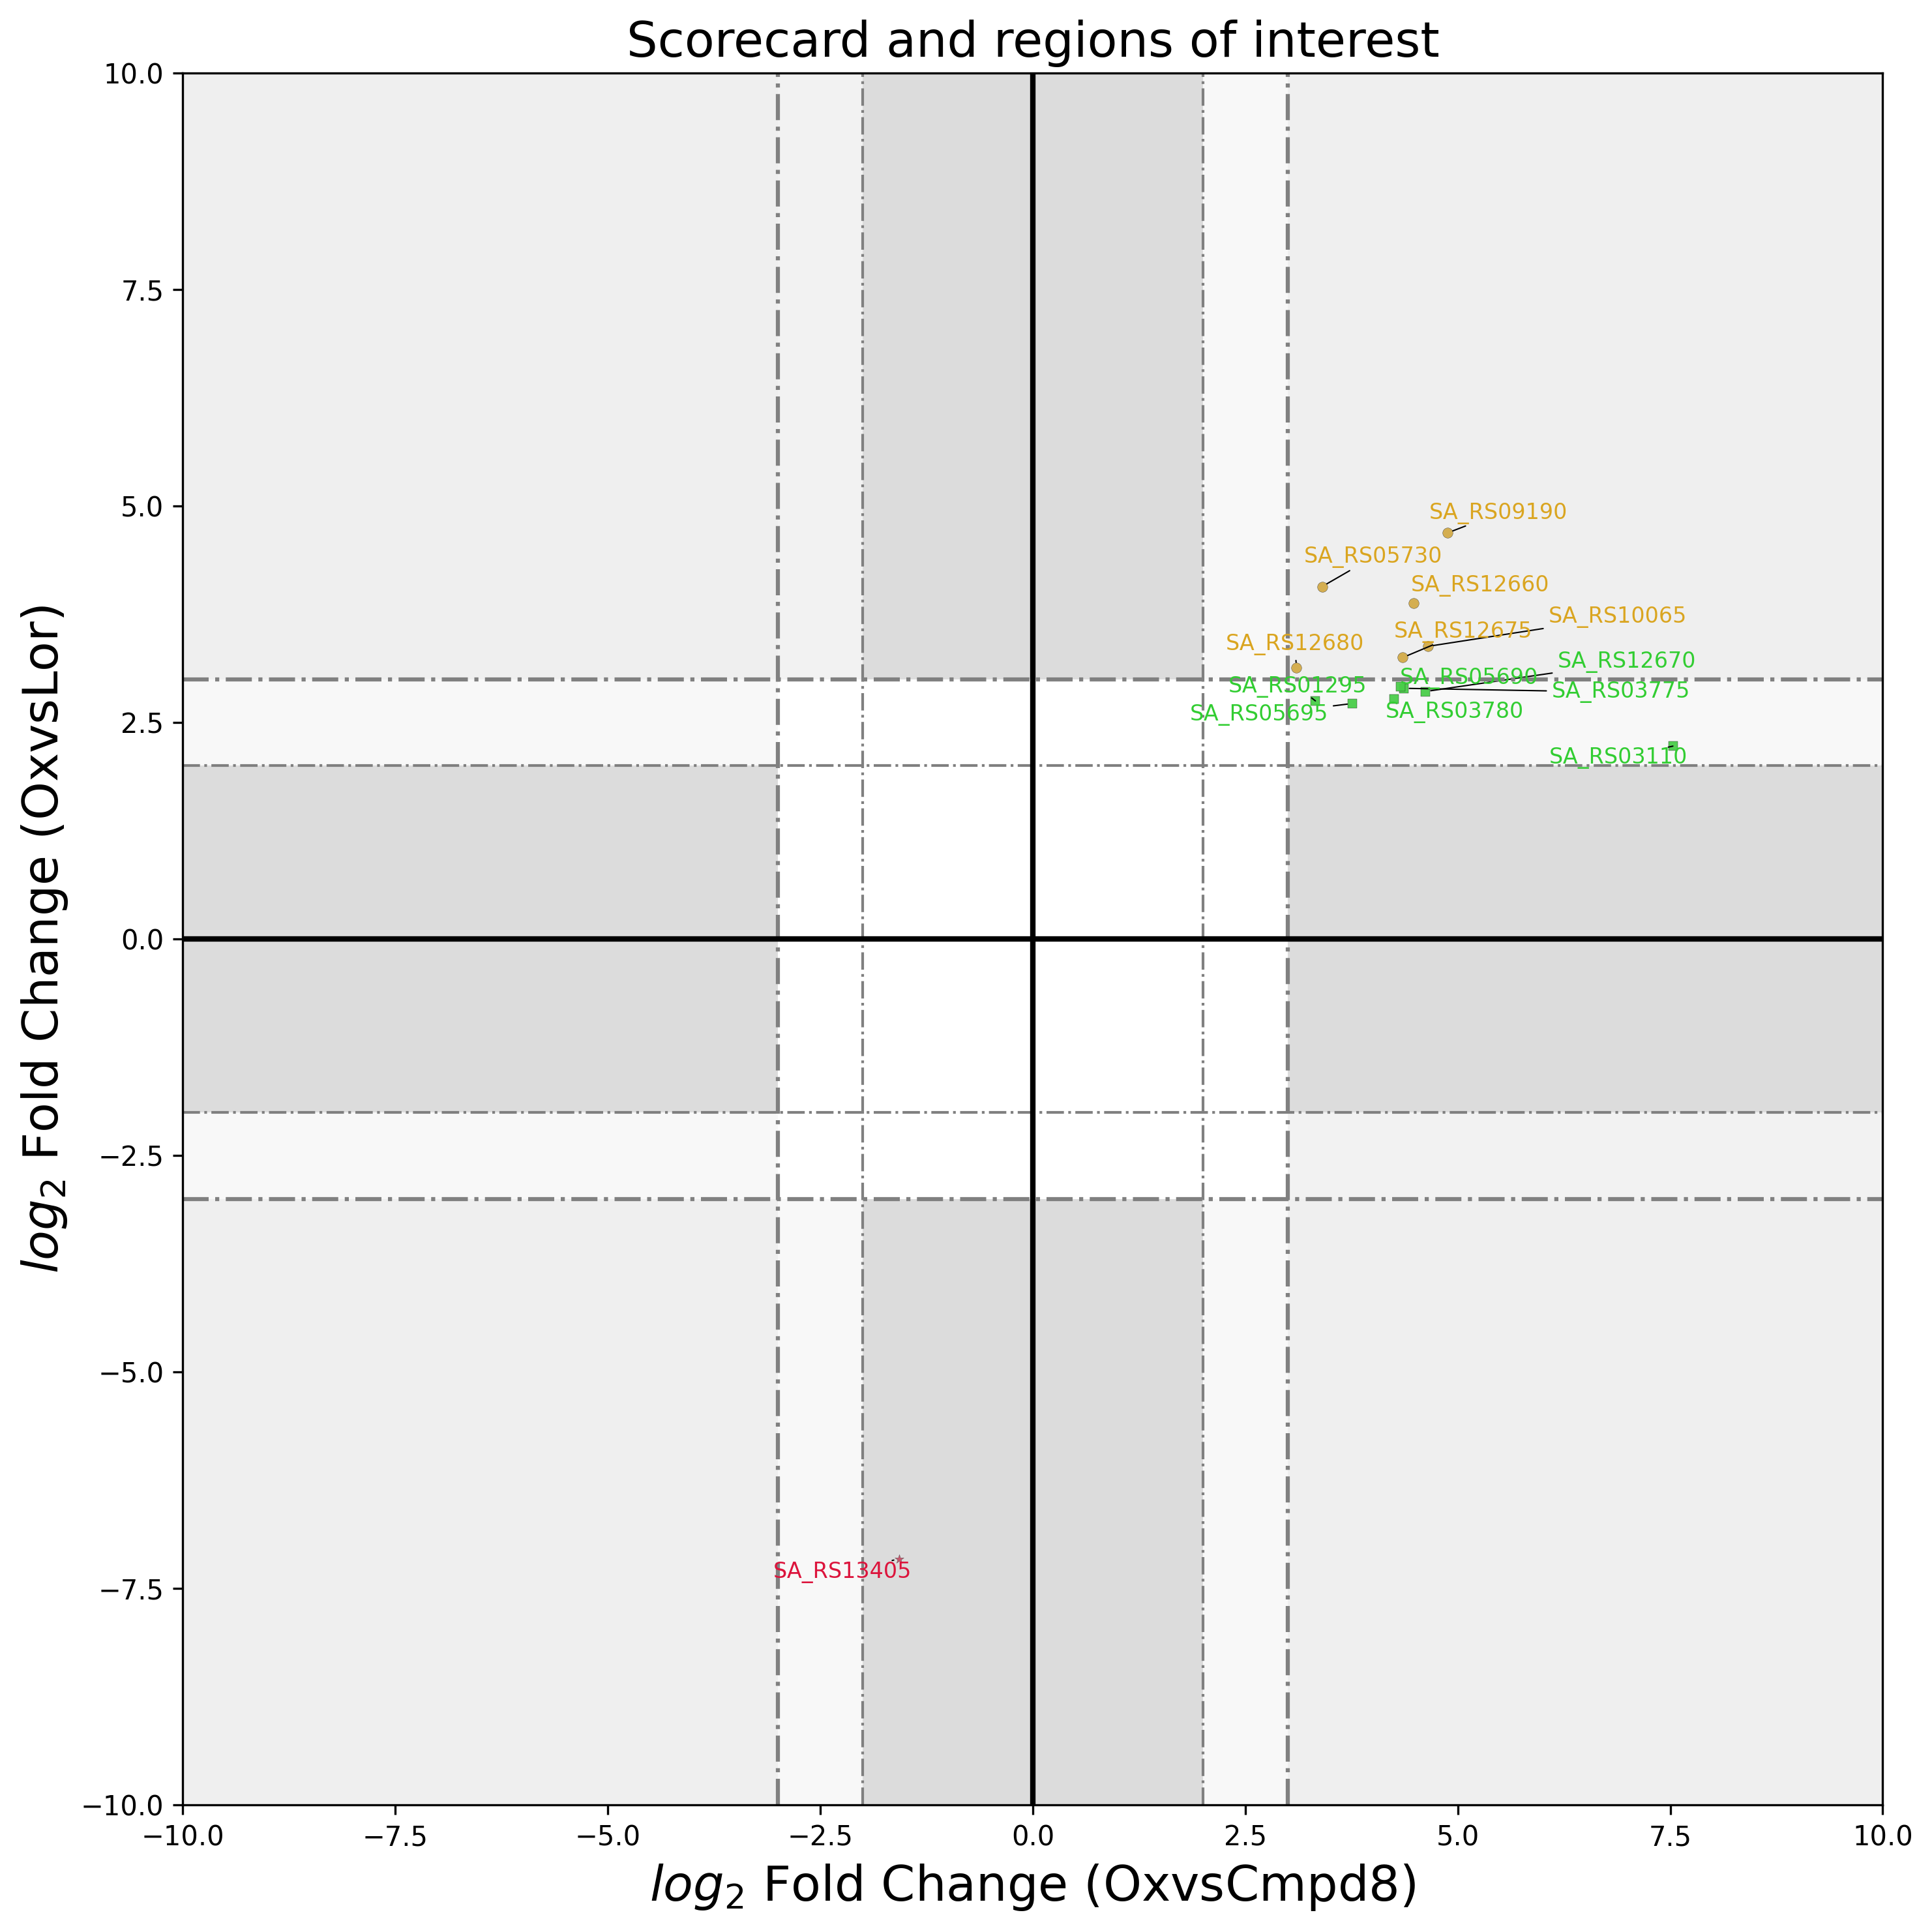 Scorecard and regions of interest
10.0
7.5
5.0
2.5
0.0
−2.5
−5.0
−7.5
−10.0
log2 Fold Change (OxvsLor)
SA_RS09190
SA_RS05730
SA_RS12660
SA_RS10065
SA_RS12675
SA_RS12680
SA_RS12670
SA_RS05690
SA_RS01295
SA_RS03775
SA_RS05695
SA_RS03780
SA_RS03110
SA_RS13405
−10.0 −7.5 −5.0 −2.5 0.0 2.5 5.0 7.5 10.0
log2 Fold Change (OxvsCmpd8)